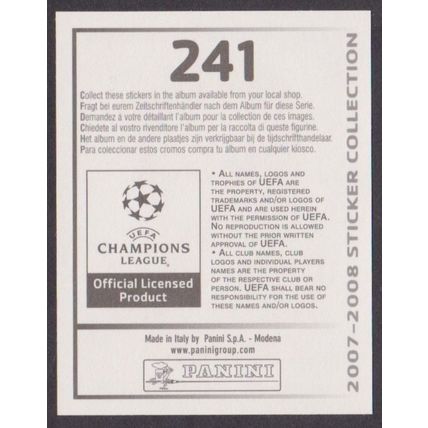 241
Collect these stickers in the album available from your local shop.
Fragt bei eurem Zeitschriftenhändler nach dem Album für diese Serie.
Demandez à votre détaillant l'album pour la collection de ces images.
Chiedete al vostro rivenditore l'album per la raccolta di queste figurine.
Het album en de andere plaatjes zijn verkrijgbaar bij de tijdschrifthandelaar.
Para coleccionar estos cromos compra tu álbum en cualquier kiosco.
UEFA
CHAMPIONS
LEAGUE
Official Licensed
Product
• ALL NAMES, LOGOS AND
TROPHIES OF UEFA ARE
THE PROPERTY, REGISTERED
TRADEMARKS AND/OR LOGOS OF
UEFA AND ARE USED HEREIN
WITH THE PERMISSION OF UEFA.
NO REPRODUCTION IS ALLOWED
WITHOUT THE PRIOR WRITTEN
APPROVAL OF UEFA.
• ALL CLUB NAMES, CLUB
LOGOS AND INDIVIDUAL PLAYERS
NAMES ARE THE PROPERTY
OF THE RESPECTIVE CLUB OR
PERSON. UEFA SHALL BEAR NO
RESPONSIBILITY FOR THE USE OF
THESE NAMES AND/OR LOGOS.
Made in Italy by Panini S.p.A. - Modena
www.paninigroup.com
PANINI
2007-2008 STICKER COLLECTION